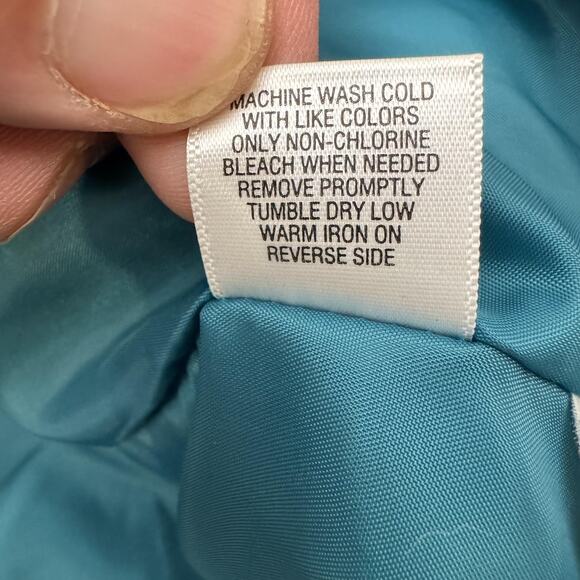 MACHINE WASH COLD
WITH LIKE COLORS
ONLY NON-CHLORINE
BLEACH WHEN NEEDED
REMOVE PROMPTLY
TUMBLE DRY LOW
WARM IRON ON
REVERSE SIDE